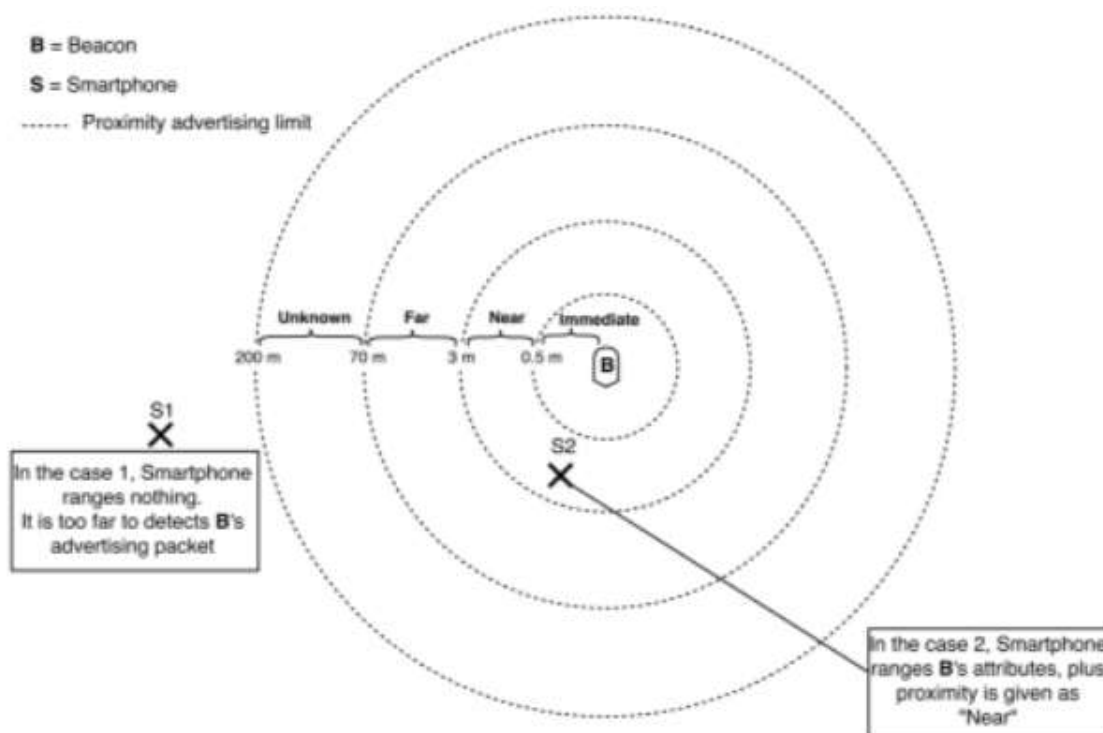 B = Beacon
S = Smartphone
Proximity advertising limit
Unknown
Far
Near
Immediate
200 m
70 m
3 m
0.5 m
B
S1
In the case 1, Smartphone
ranges nothing.
It is too far to detects B's
advertising packet
S2
In the case 2, Smartphone
ranges B's attributes, plus
proximity is given as
"Near"